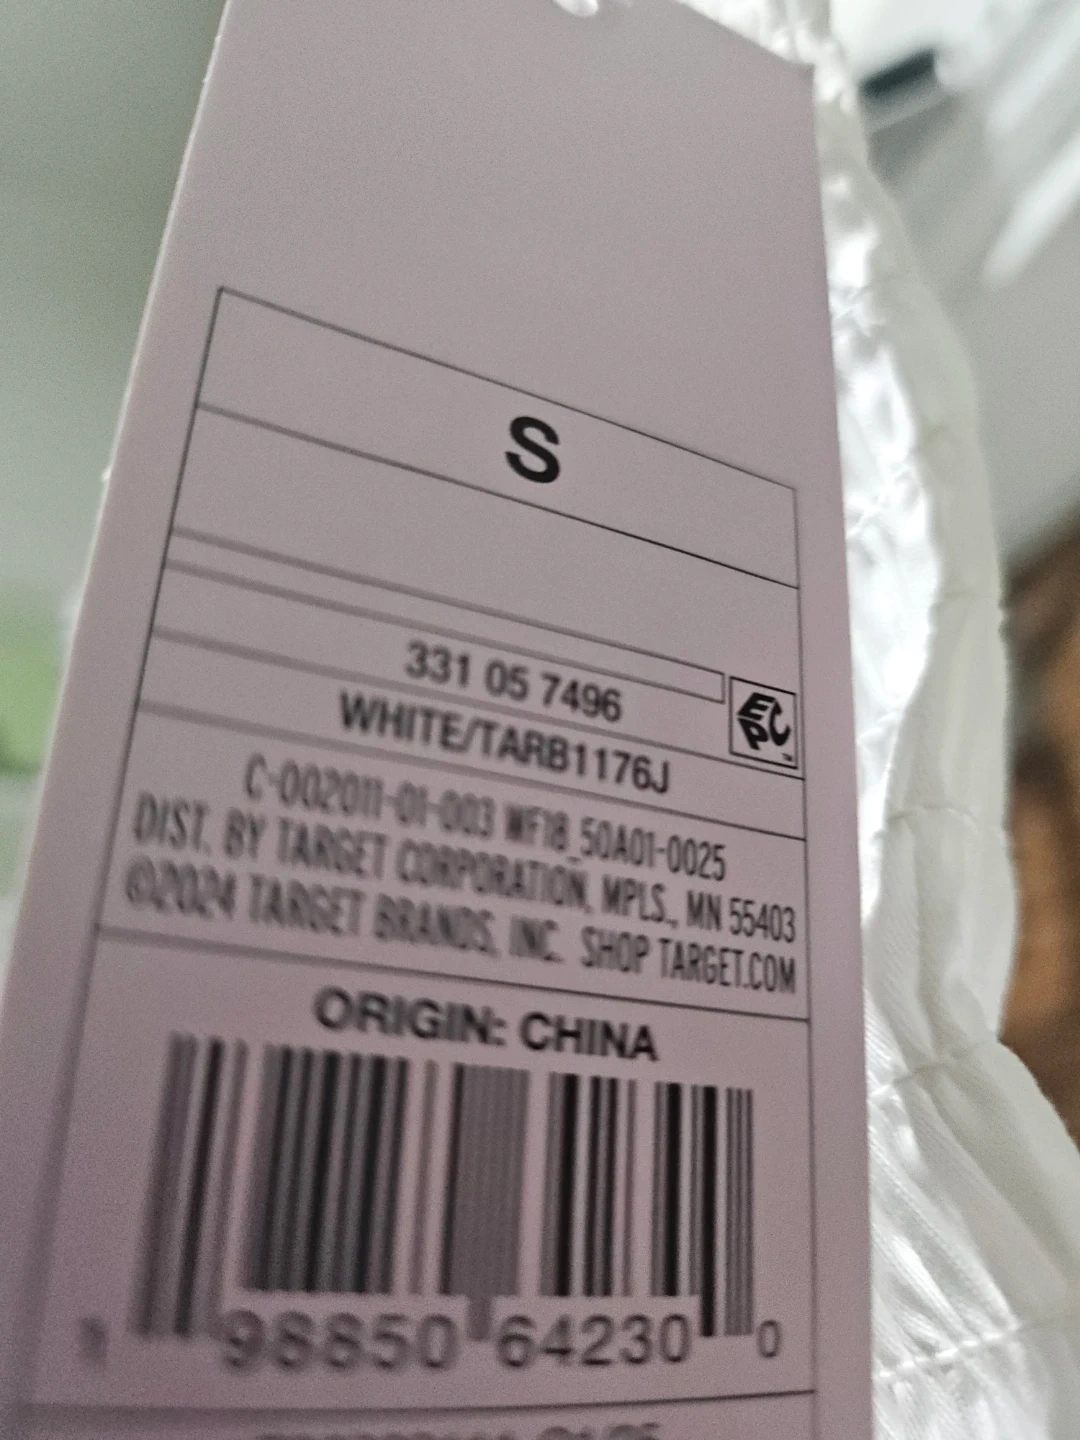 S
331 05 7496
EPC™
WHITE/TARB1176J
C-002011-01-003 WF18_50A01-0025
DIST. BY TARGET CORPORATION, MPLS., MN 55403
©2024 TARGET BRANDS, INC. SHOP TARGET.COM
ORIGIN: CHINA
98850 64230 0